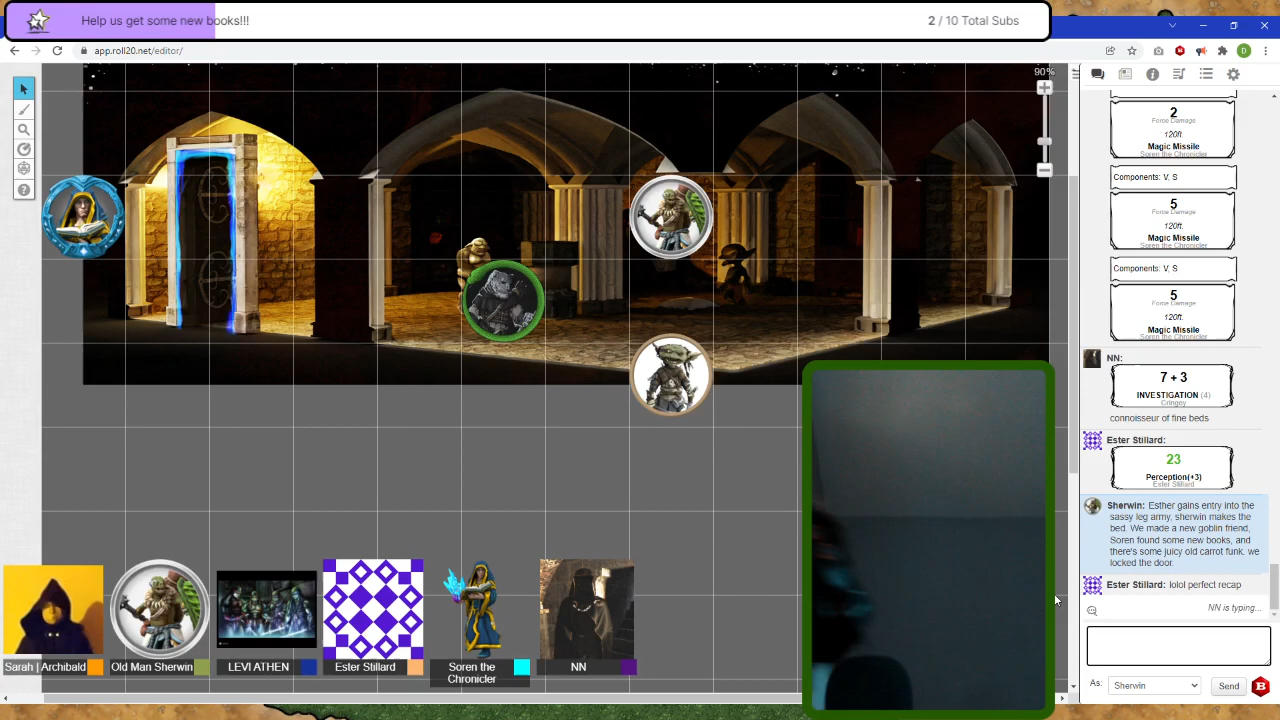 Help us get some new books!!!
2 / 10 Total Subs
app.roll20.net/editor/
D
90%
2
Force Damage
120ft.
Magic Missile
Soren the Chronicler
Components: V, S
5
Force Damage
120ft.
Magic Missile
Soren the Chronicler
Components: V, S
5
Force Damage
120ft.
Magic Missile
Soren the Chronicler
NN:
7 + 3
INVESTIGATION (4)
Cringey
connoisseur of fine beds
Ester Stillard:
23
Perception(+3)
Ester Stillard
Sherwin: Esther gains entry into the
sassy leg army, sherwin makes the
bed. We made a new goblin friend,
Soren found some new books, and
there's some juicy old carrot funk. we
locked the door.
Ester Stillard: lolol perfect recap
NN is typing...
As:
Sherwin
Send
B
Sarah | Archibald
Old Man Sherwin
LEVI ATHEN
Ester Stillard
Soren the
Chronicler
NN